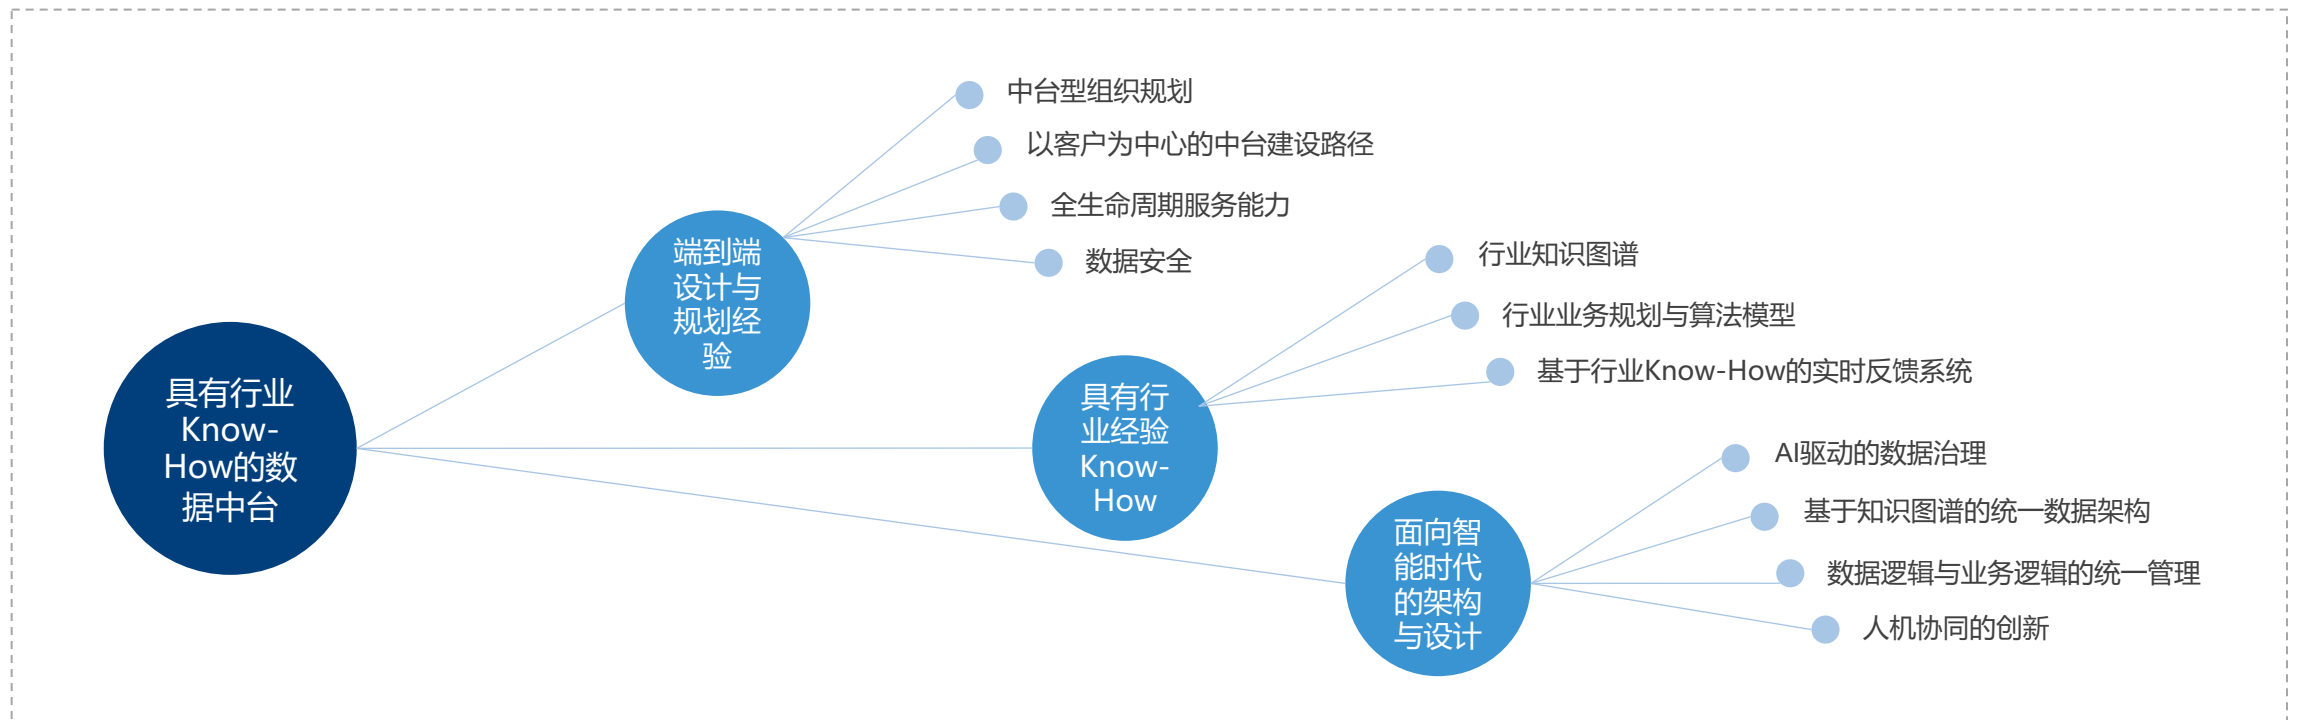 中台型组织规划
以客户为中心的中台建设路径
全生命周期服务能力
数据安全
端到端
设计与
规划经
验
行业知识图谱
行业业务规划与算法模型
基于行业Know-How的实时反馈系统
具有行业
Know-
How的数
据中台
具有行
业经验
Know-
How
AI驱动的数据治理
基于知识图谱的统一数据架构
数据逻辑与业务逻辑的统一管理
人机协同的创新
面向智
能时代
的架构
与设计